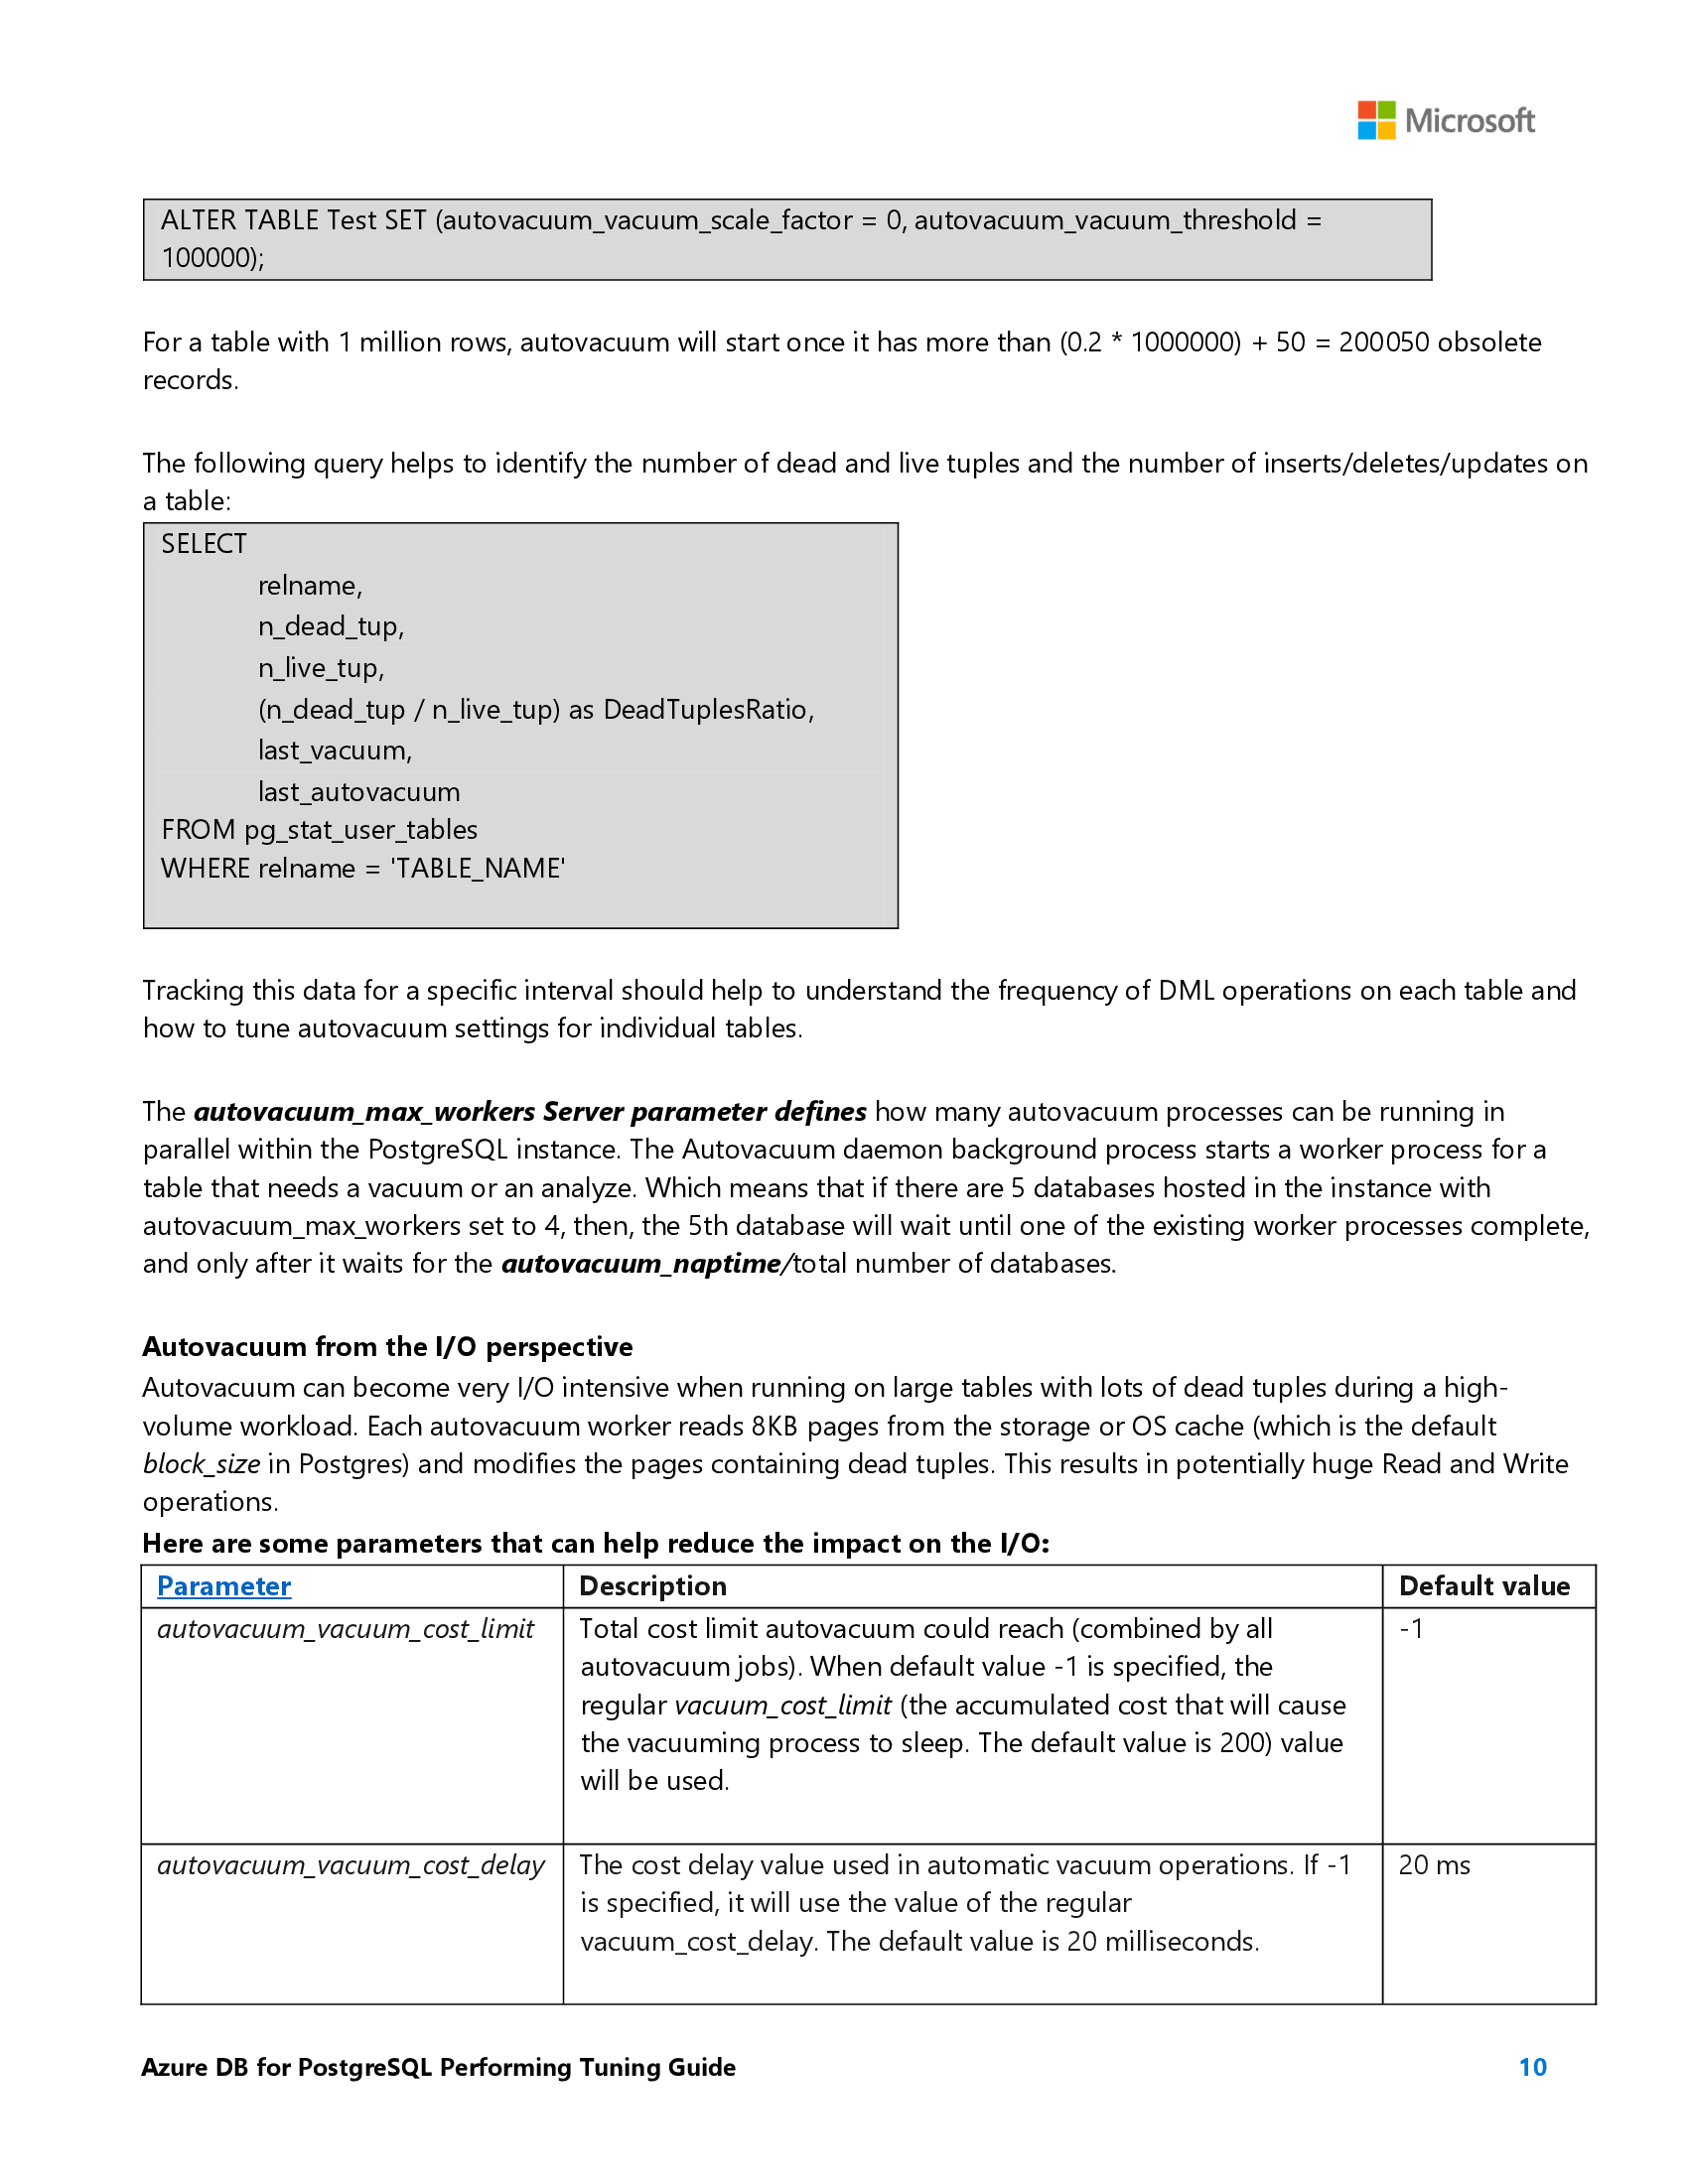 Microsoft
ALTER TABLE Test SET (autovacuum_vacuum_scale_factor = 0, autovacuum_vacuum_threshold =
100000);
For a table with 1 million rows, autovacuum will start once it has more than (0.2 * 1000000) + 50 = 200050 obsolete
records.
The following query helps to identify the number of dead and live tuples and the number of inserts/deletes/updates on
a table:
SELECT
relname,
n_dead_tup,
n_live_tup,
(n_dead_tup / n_live_tup) as DeadTuplesRatio,
last_vacuum,
last_autovacuum
FROM pg_stat_user_tables
WHERE relname = 'TABLE_NAME'
Tracking this data for a specific interval should help to understand the frequency of DML operations on each table and
how to tune autovacuum settings for individual tables.
The autovacuum_max_workers Server parameter defines how many autovacuum processes can be running in
parallel within the PostgreSQL instance. The Autovacuum daemon background process starts a worker process for a
table that needs a vacuum or an analyze. Which means that if there are 5 databases hosted in the instance with
autovacuum_max_workers set to 4, then, the 5th database will wait until one of the existing worker processes complete,
and only after it waits for the autovacuum_naptime/total number of databases.
Autovacuum from the I/O perspective
Autovacuum can become very I/O intensive when running on large tables with lots of dead tuples during a high-
volume workload. Each autovacuum worker reads 8KB pages from the storage or OS cache (which is the default
block_size in Postgres) and modifies the pages containing dead tuples. This results in potentially huge Read and Write
operations.
Here are some parameters that can help reduce the impact on the I/O:
Parameter Description Default value
autovacuum_vacuum_cost_limit Total cost limit autovacuum could reach (combined by all -1
autovacuum jobs). When default value -1 is specified, the
regular vacuum_cost_limit (the accumulated cost that will cause
the vacuuming process to sleep. The default value is 200) value
will be used.
autovacuum_vacuum_cost_delay The cost delay value used in automatic vacuum operations. If -1 20 ms
is specified, it will use the value of the regular
vacuum_cost_delay. The default value is 20 milliseconds.
Azure DB for PostgreSQL Performing Tuning Guide 10